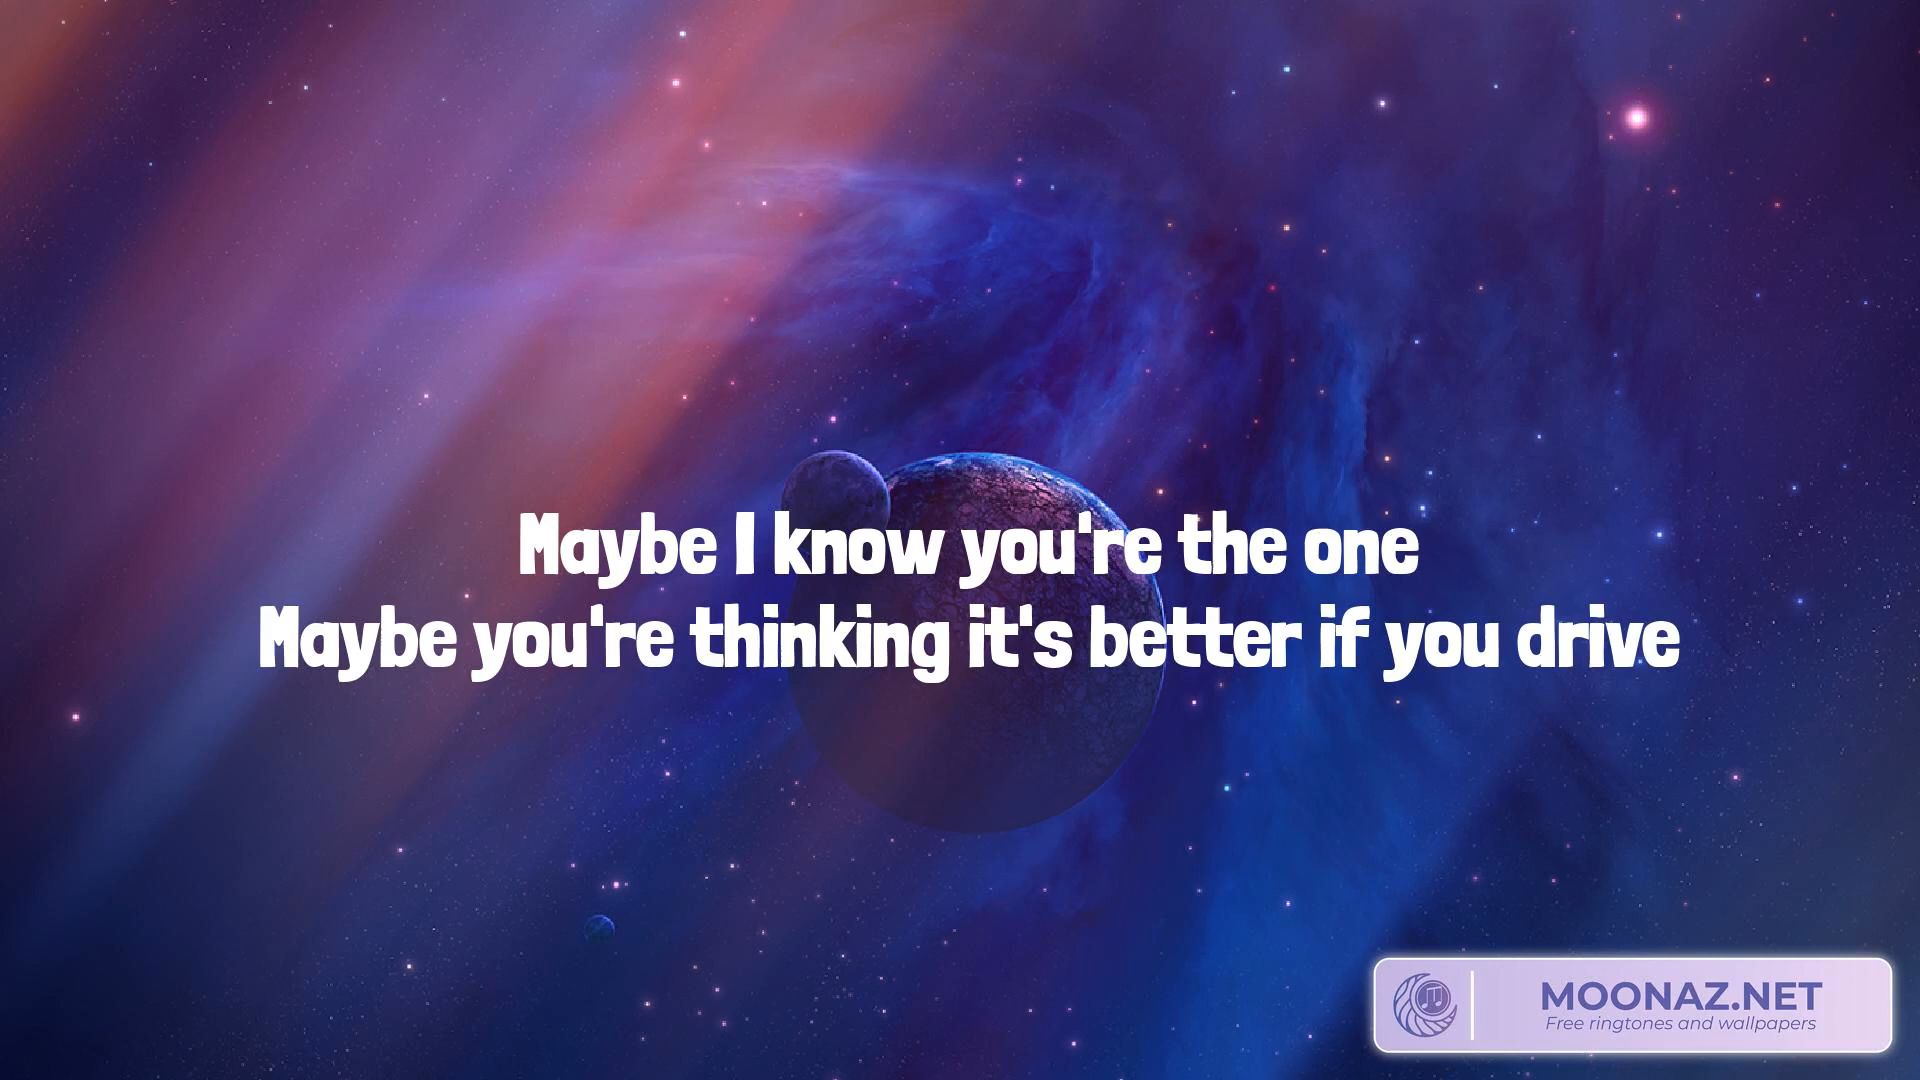 Maybe I know you're the one
Maybe you're thinking it's better if you drive
MOONAZ.NET
Free ringtones and wallpapers